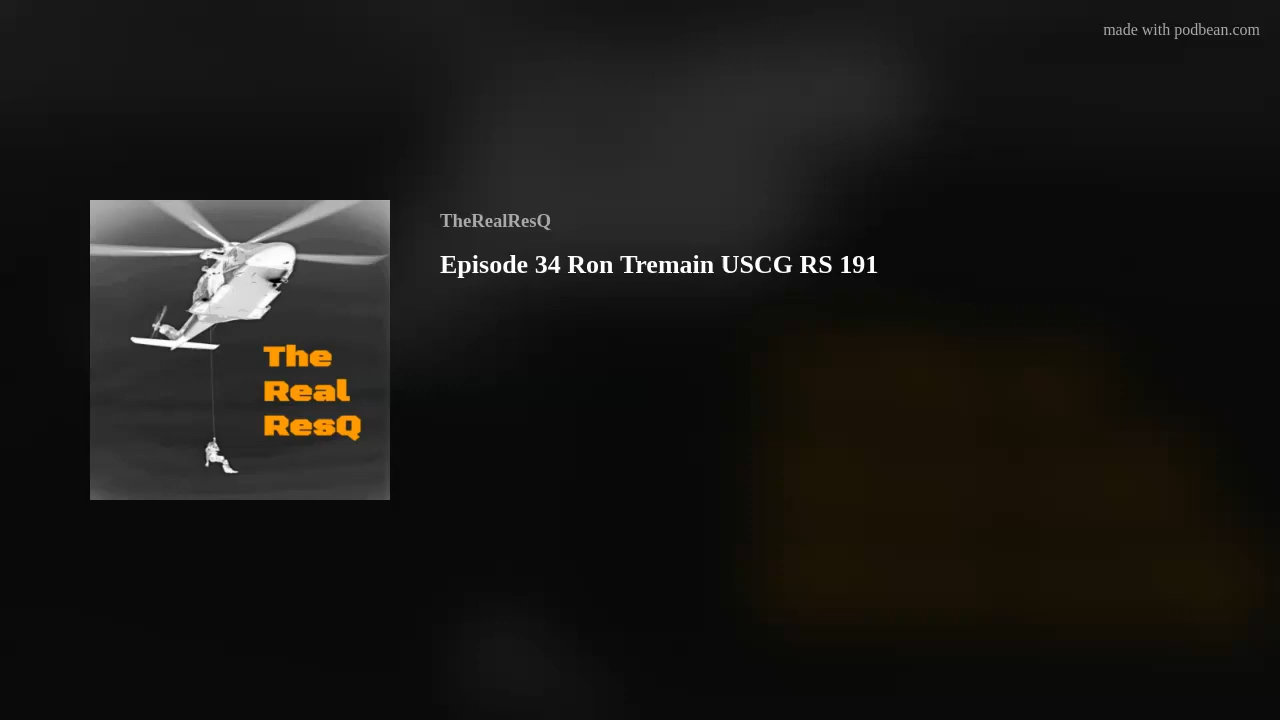 made with podbean.com
TheRealResQ
Episode 34 Ron Tremain USCG RS 191
The
Real
ResQ